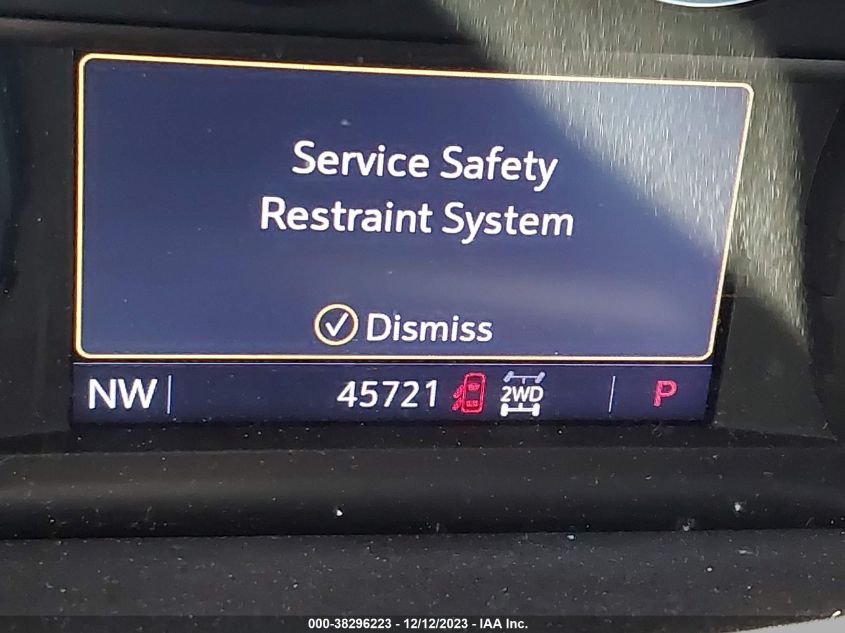 Service Safety
Restraint System
Dismiss
NW 45721 2WD P
000-38296223 - 12/12/2023 - IAA Inc.